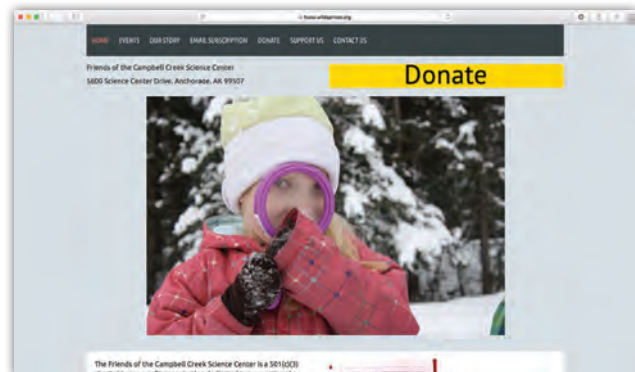 HOME EVENTS OUR STORY EMAIL SUBSCRIPTION DONATE SUPPORT US CONTACT US
Friends of the Campbell Creek Science Center
5600 Science Center Drive, Anchorage, AK 99507
Donate
The Friends of the Campbell Creek Science Center is a 501(c)(3)